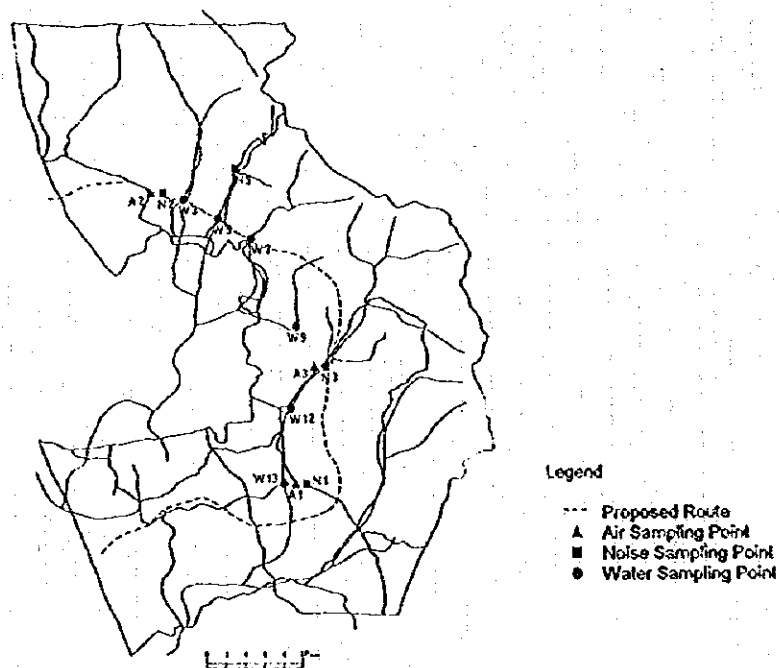 A2
N2
W3
W5
W7
W9
A3
N3
W12
W13
A1
N1
Legend
Proposed Route
Air Sampling Point
Noise Sampling Point
Water Sampling Point